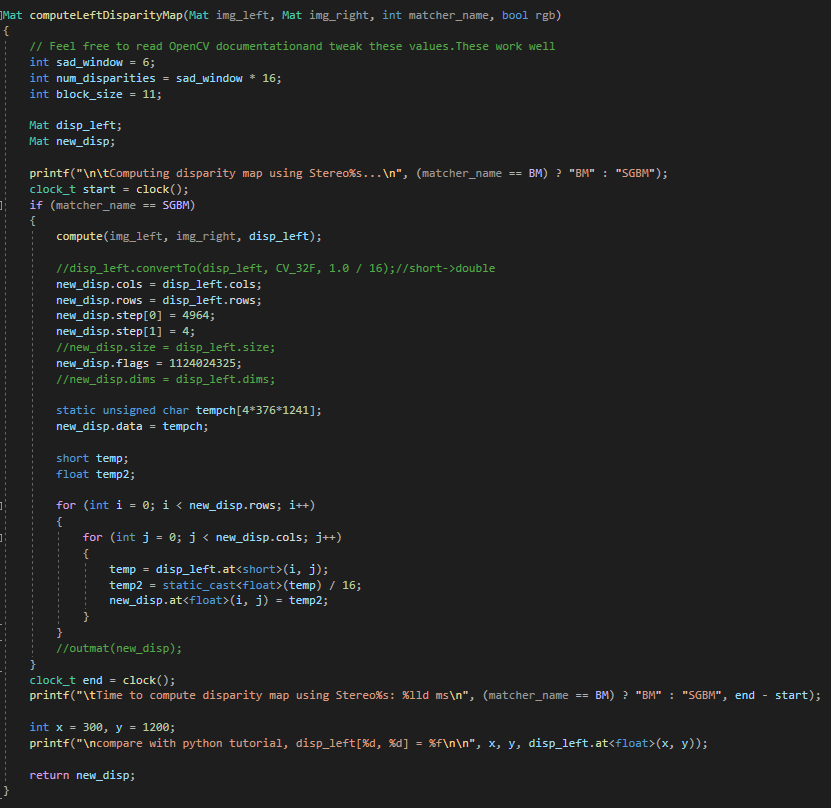 Mat computeLeftDisparityMap(Mat img_left, Mat img_right, int matcher_name, bool rgb)
{
    // Feel free to read OpenCV documentationand tweak these values.These work well
    int sad_window = 6;
    int num_disparities = sad_window * 16;
    int block_size = 11;

    Mat disp_left;
    Mat new_disp;

    printf("\n\tComputing disparity map using Stereo%s...\n", (matcher_name == BM) ? "BM" : "SGBM");
    clock_t start = clock();
    if (matcher_name == SGBM)
    {
        compute(img_left, img_right, disp_left);

        //disp_left.convertTo(disp_left, CV_32F, 1.0 / 16);//short->double
        new_disp.cols = disp_left.cols;
        new_disp.rows = disp_left.rows;
        new_disp.step[0] = 4964;
        new_disp.step[1] = 4;
        //new_disp.size = disp_left.size;
        new_disp.flags = 1124024325;
        //new_disp.dims = disp_left.dims;

        static unsigned char tempch[4*376*1241];
        new_disp.data = tempch;

        short temp;
        float temp2;

        for (int i = 0; i < new_disp.rows; i++)
        {
            for (int j = 0; j < new_disp.cols; j++)
            {
                temp = disp_left.at<short>(i, j);
                temp2 = static_cast<float>(temp) / 16;
                new_disp.at<float>(i, j) = temp2;
            }
        }
        //outmat(new_disp);
    }
    clock_t end = clock();
    printf("\tTime to compute disparity map using Stereo%s: %lld ms\n", (matcher_name == BM) ? "BM" : "SGBM", end - start);

    int x = 300, y = 1200;
    printf("\ncompare with python tutorial, disp_left[%d, %d] = %f\n\n", x, y, disp_left.at<float>(x, y));

    return new_disp;
}